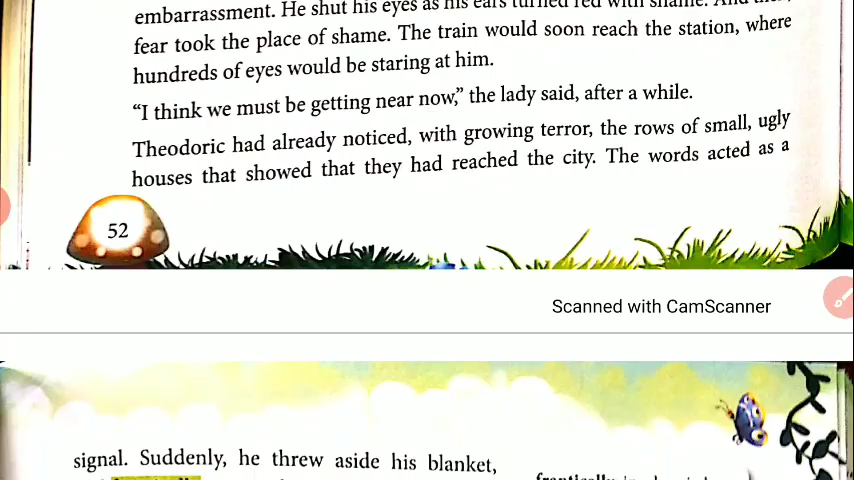 embarrassment. He shut his eyes as his ears turned red with shame. And then,
fear took the place of shame. The train would soon reach the station, where
hundreds of eyes would be staring at him.
“I think we must be getting near now,” the lady said, after a while.
Theodoric had already noticed, with growing terror, the rows of small, ugly
houses that showed that they had reached the city. The words acted as a
52
Scanned with CamScanner
signal. Suddenly, he threw aside his blanket,